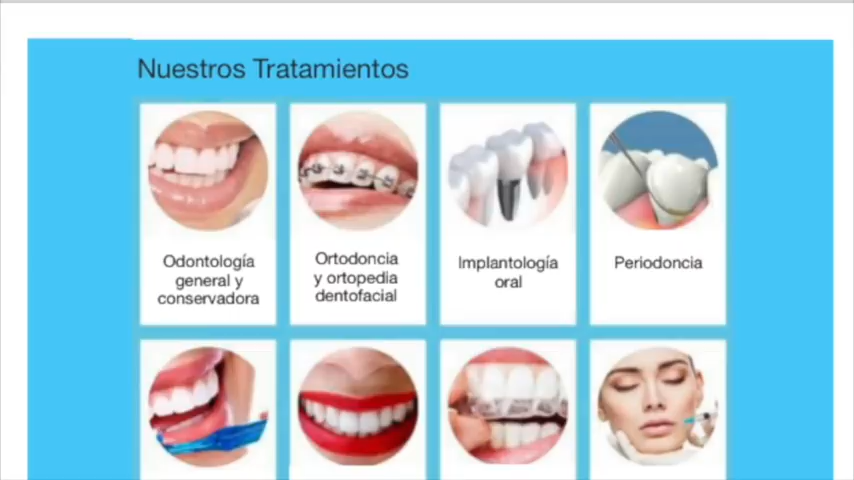 Nuestros Tratamientos
Odontología
general y
conservadora
Ortodoncia
y ortopedia
dentofacial
Implantología
oral
Periodoncia